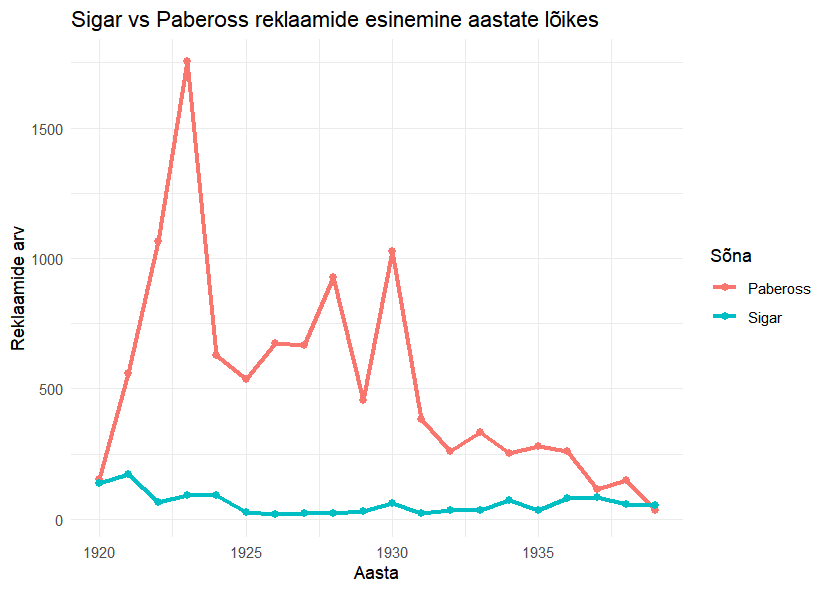 Sigar vs Pabeross reklaamide esinemine aastate lõikes
Reklaamide arv
1500
1000
500
0
1920
1925
1930
1935
Aasta
Sõna
Pabeross
Sigar